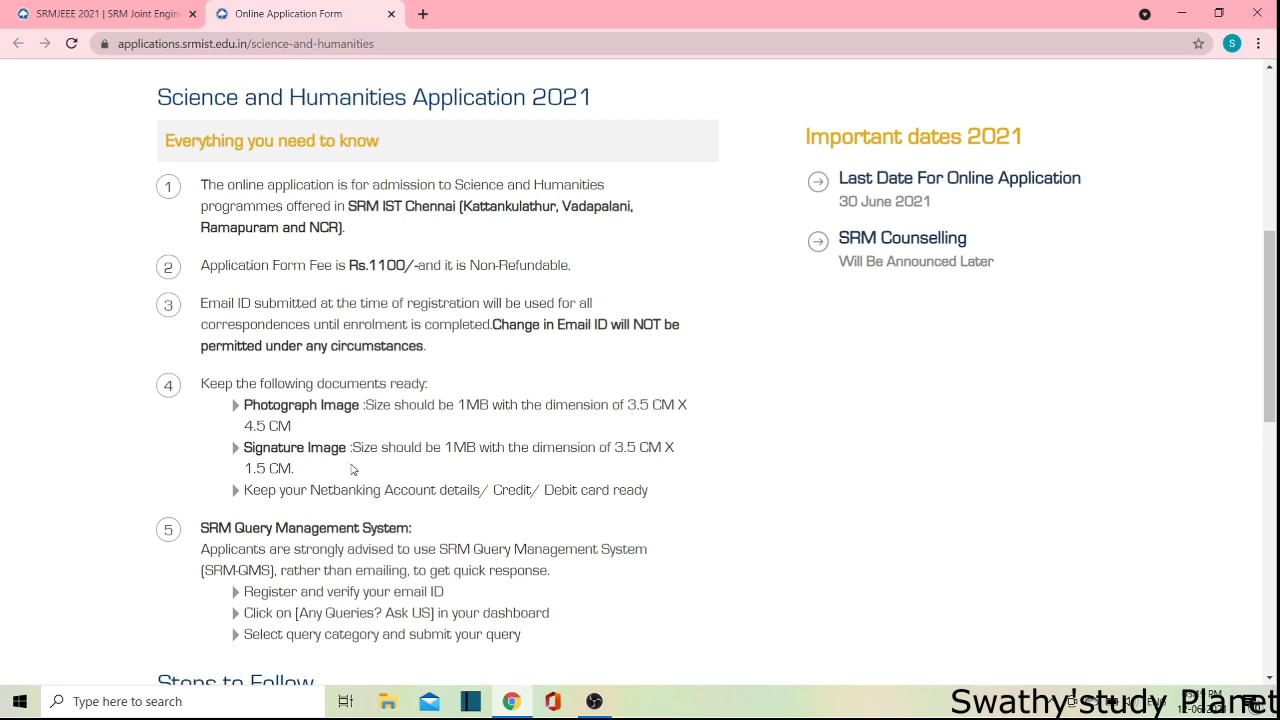 SRMJEEE 2021 | SRM Joint Engin
Online Application Form
applications.srmist.edu.in/science-and-humanities
S
Science and Humanities Application 2021
Everything you need to know
1 The online application is for admission to Science and Humanities
programmes offered in SRM IST Chennai (Kattankulathur, Vadapalani,
Ramapuram and NCR).
2 Application Form Fee is Rs.1100/-and it is Non-Refundable.
3 Email ID submitted at the time of registration will be used for all
correspondences until enrolment is completed.Change in Email ID will NOT be
permitted under any circumstances.
4 Keep the following documents ready:
Photograph Image :Size should be 1MB with the dimension of 3.5 CM X
4.5 CM
Signature Image :Size should be 1MB with the dimension of 3.5 CM X
1.5 CM.
Keep your Netbanking Account details/ Credit/ Debit card ready
5 SRM Query Management System:
Applicants are strongly advised to use SRM Query Management System
(SRM-QMS), rather than emailing, to get quick response.
Register and verify your email ID
Click on [Any Queries? Ask US] in your dashboard
Select query category and submit your query
Steps to Follow
Important dates 2021
Last Date For Online Application
30 June 2021
SRM Counselling
Will Be Announced Later
Type here to search
Swathy'study Planet